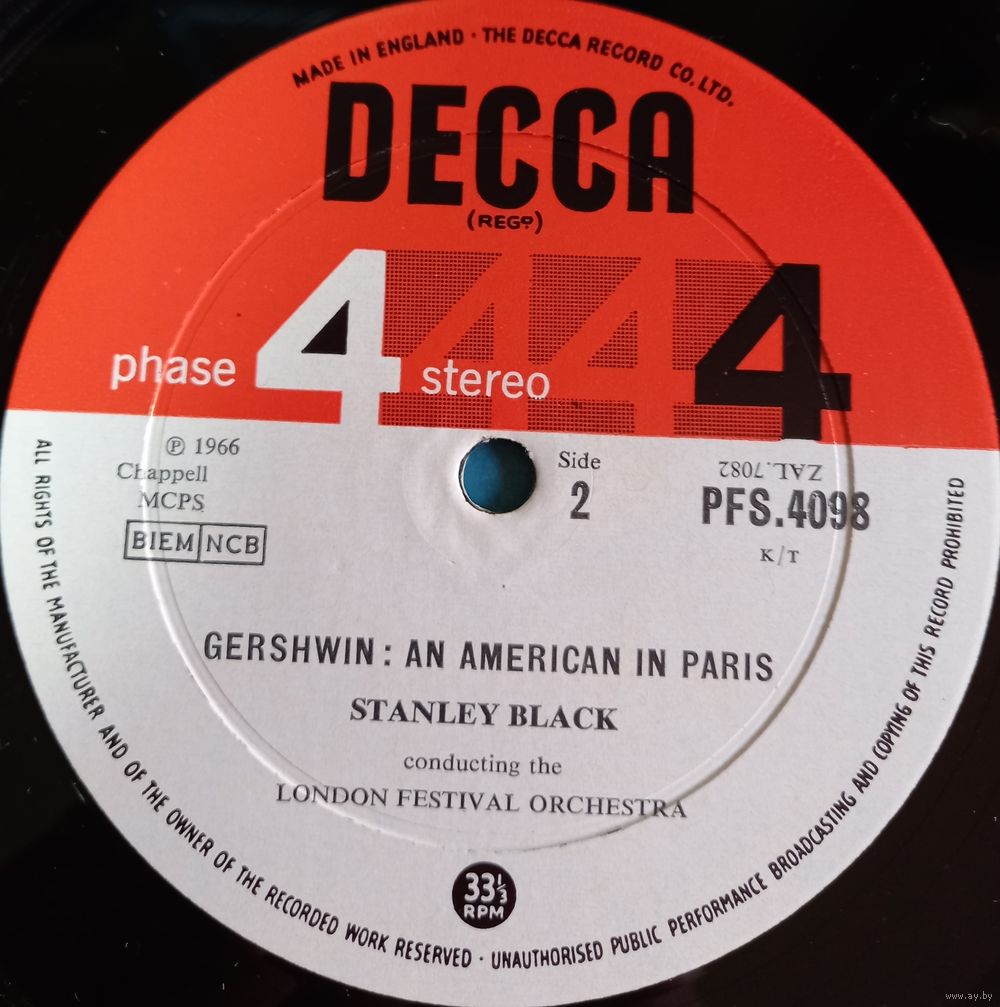 MADE IN ENGLAND · THE DECCA RECORD CO. LTD.
DECCA
(REGD)
phase 4 stereo 4 4 4
℗ 1966
Chappell
MCPS
BIEM NCB
Side
2
ZAL.7082
PFS.4098
K/T
GERSHWIN : AN AMERICAN IN PARIS
STANLEY BLACK
conducting the
LONDON FESTIVAL ORCHESTRA
33⅓
RPM
ALL RIGHTS OF THE MANUFACTURER AND OF THE OWNER OF THE RECORDED WORK RESERVED · UNAUTHORISED PUBLIC PERFORMANCE BROADCASTING AND COPYING OF THIS RECORD PROHIBITED
www.ay.by